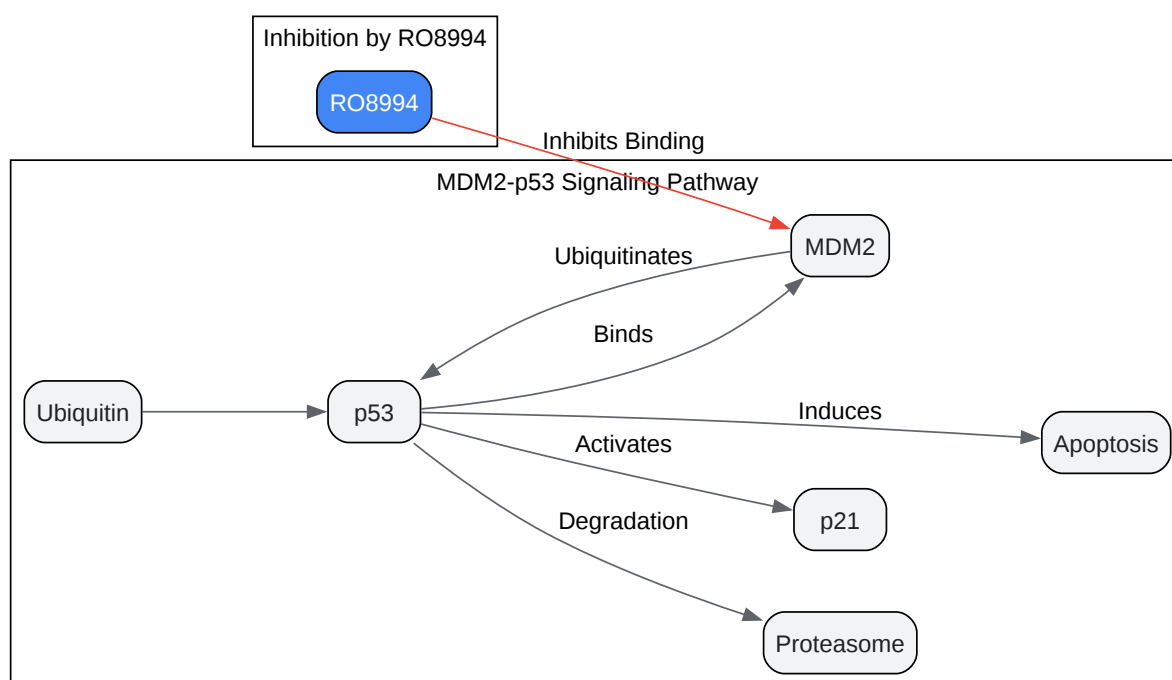 Inhibition by RO8994
RO8994
Inhibits Binding
MDM2-p53 Signaling Pathway
MDM2
Ubiquitinates
Binds
Ubiquitin
p53
Induces
Apoptosis
Activates
p21
Degradation
Proteasome